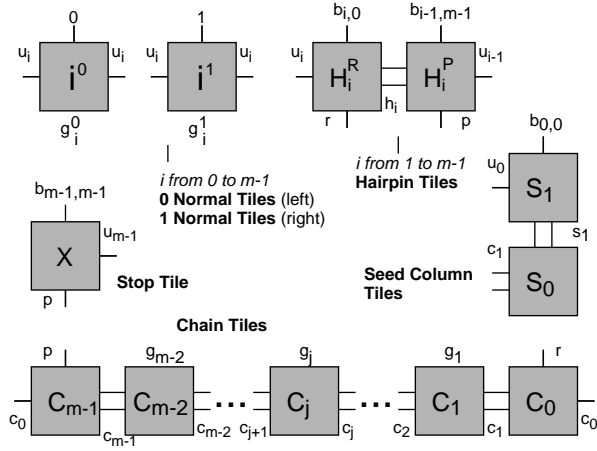 0 1 b_{i,0} b_{i-1,m-1}
u_i i^0 u_i u_i i^1 u_i u_i H_i^R H_i^P u_{i-1}
g_i^0 g_i^1 r h_i p
i from 0 to m-1
0 Normal Tiles (left)
1 Normal Tiles (right)
i from 1 to m-1
Hairpin Tiles
b_{0,0}
u_0 S_1
s_1
c_1 S_0
Seed Column
Tiles
b_{m-1,m-1}
X u_{m-1}
p
Stop Tile
Chain Tiles
p g_{m-2} g_j g_1 r
C_{m-1} C_{m-2} ... C_j ... C_1 C_0
c_0 c_{m-1} c_{m-2} c_{j+1} c_j c_2 c_1 c_0